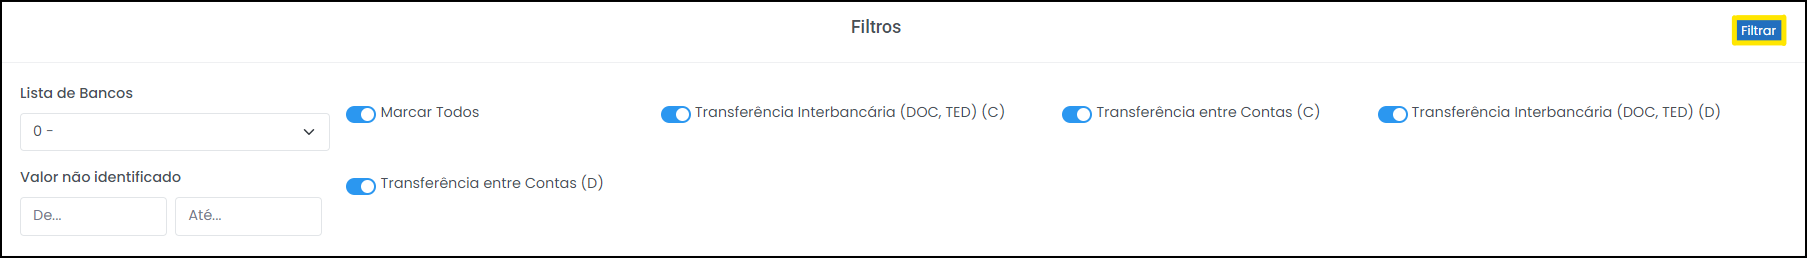 Filtros
Filtrar
Lista de Bancos
0 -
Marcar Todos
Transferência Interbancária (DOC, TED) (C)
Transferência entre Contas (C)
Transferência Interbancária (DOC, TED) (D)
Valor não identificado
De...
Até...
Transferência entre Contas (D)